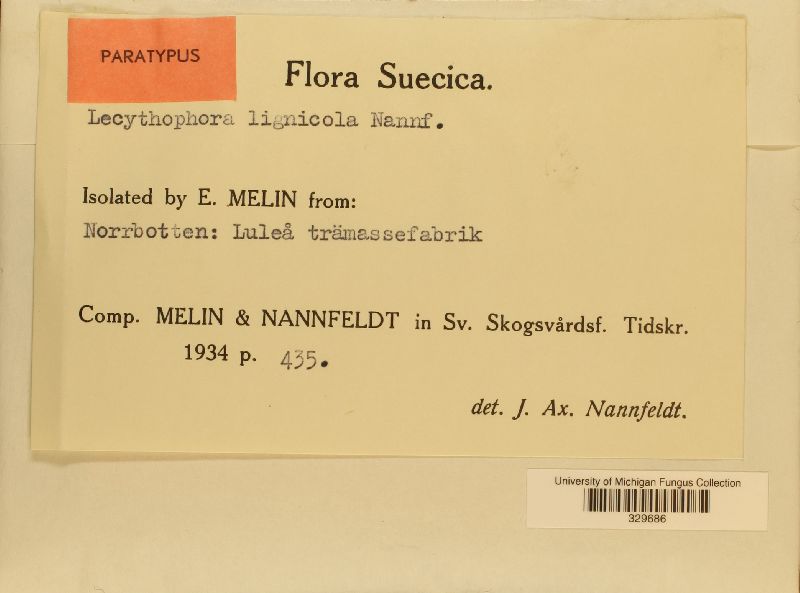 PARATYPUS
Flora Suecica.
Lecythophora lignicola Nannf.
Isolated by E. MELIN from:
Norrbotten: Luleå trämassefabrik
Comp. MELIN & NANNFELDT in Sv. Skogsvårdsf. Tidskr.
1934 p. 435.
det. J. Ax. Nannfeldt.
University of Michigan Fungus Collection
329686